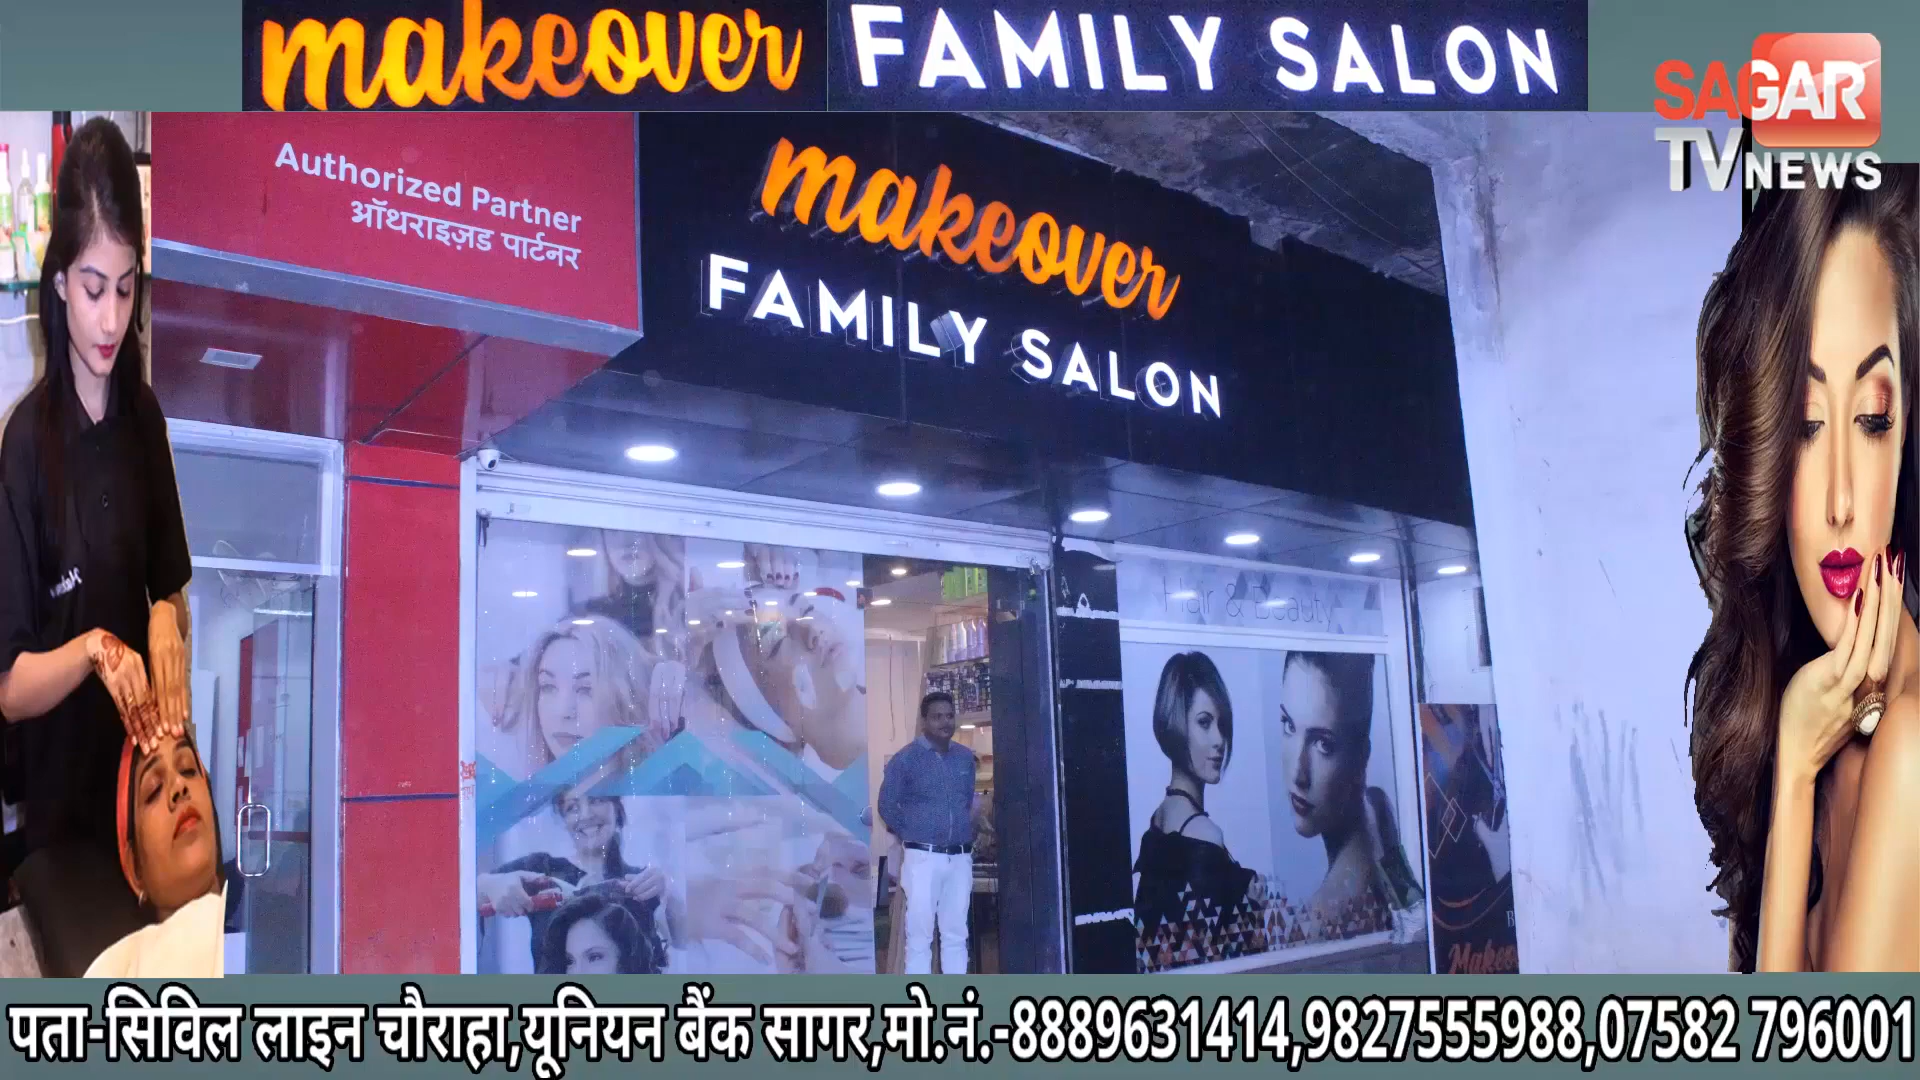 makeover FAMILY SALON
SAGAR
TV NEWS
Authorized Partner
ऑथराइज़्ड पार्टनर
makeover
FAMILY SALON
Hair & Beauty
पता-सिविल लाइन चौराहा,यूनियन बैंक सागर,मो.नं.-8889631414,9827555988,07582 796001